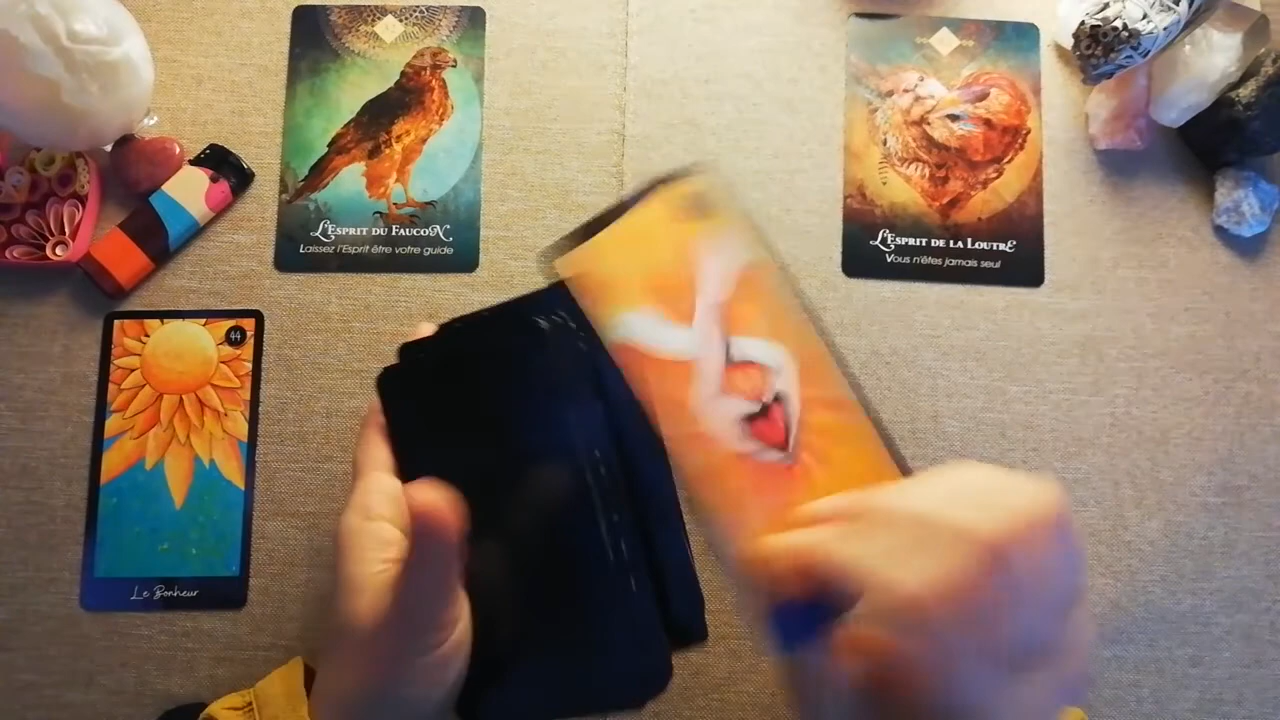 L'Esprit du Faucon
Laissez l'Esprit être votre guide
L'Esprit de la Loutre
Vous n'êtes jamais seul
44
Le Bonheur